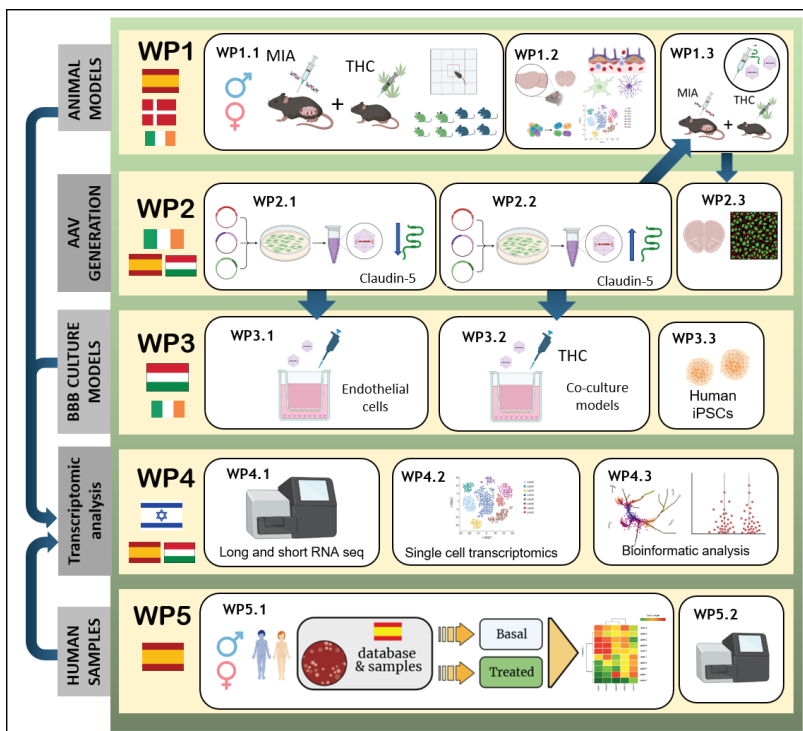 ANIMAL
MODELS
WP1
WP1.1
MIA
THC
+
WP1.2
WP1.3
MIA
THC
+
AAV
GENERATION
WP2
WP2.1
Claudin-5
WP2.2
Claudin-5
WP2.3
BBB CULTURE
MODELS
WP3
WP3.1
Endothelial
cells
WP3.2
THC
Co-culture
models
WP3.3
Human
iPSCs
Transcriptomic
analysis
WP4
WP4.1
Long and short RNA seq
WP4.2
Single cell transcriptomics
WP4.3
Bioinformatic analysis
HUMAN
SAMPLES
WP5
WP5.1
database
& samples
Basal
Treated
WP5.2